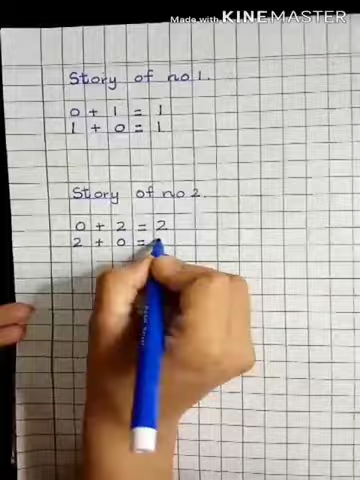 Made with KINEMASTER
Story of no 1.
0 + 1 = 1
1 + 0 = 1
Story of no 2.
0 + 2 = 2
2 + 0 =